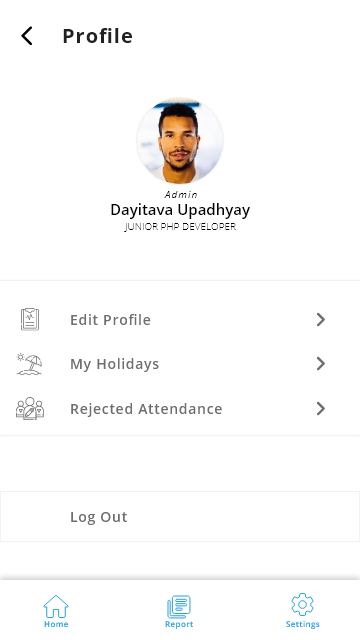 Profile
Admin
Dayitava Upadhyay
JUNIOR PHP DEVELOPER
Edit Profile
My Holidays
Rejected Attendance
Log Out
Home
Report
Settings